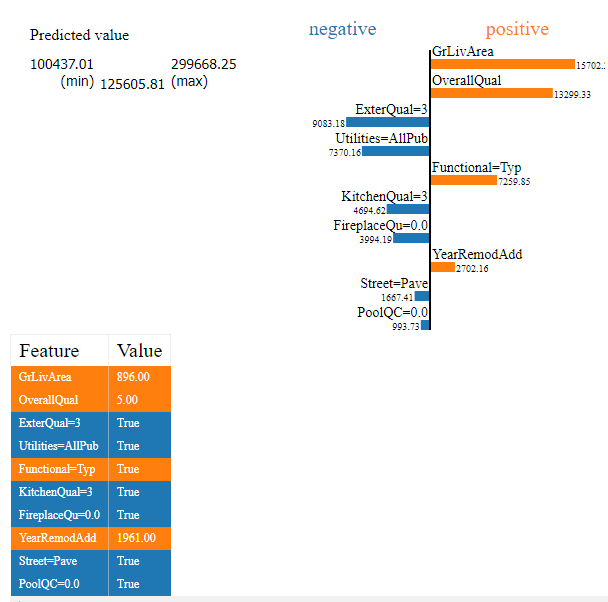 Predicted value
100437.01
(min)
125605.81
299668.25
(max)
negative
positive
GrLivArea
OverallQual
13299.33
ExterQual=3
9083.18
Utilities=AllPub
7370.16
Functional=Typ
7259.85
KitchenQual=3
4694.62
FireplaceQu=0.0
3994.19
YearRemodAdd
2702.16
Street=Pave
1667.41
PoolQC=0.0
993.73
Feature Value
GrLivArea 896.00
OverallQual 5.00
ExterQual=3 True
Utilities=AllPub True
Functional=Typ True
KitchenQual=3 True
FireplaceQu=0.0 True
YearRemodAdd 1961.00
Street=Pave True
PoolQC=0.0 True